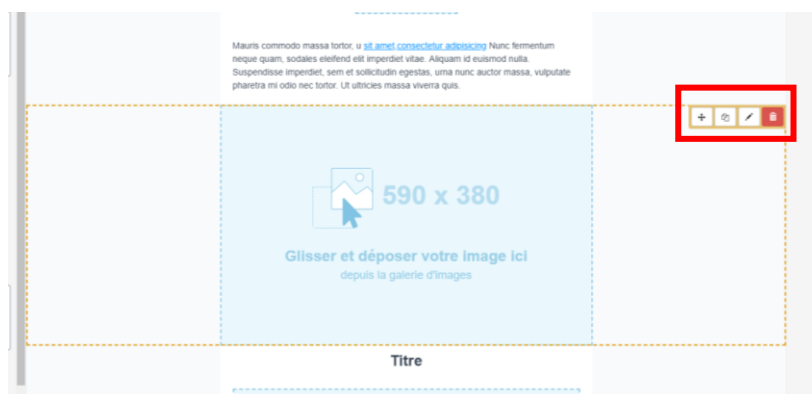 Mauris commodo massa tortor, u sit amet,consectetur adipisicing Nunc fermentum
neque quam, sodales eleifend elit imperdiet vitae. Aliquam id euismod nulla.
Suspendisse imperdiet, sem et sollicitudin egestas, urna nunc auctor massa, vulputate
pharetra mi odio nec tortor. Ut ultricies massa viverra quis.
590 x 380
Glisser et déposer votre image ici
depuis la galerie d'images
Titre